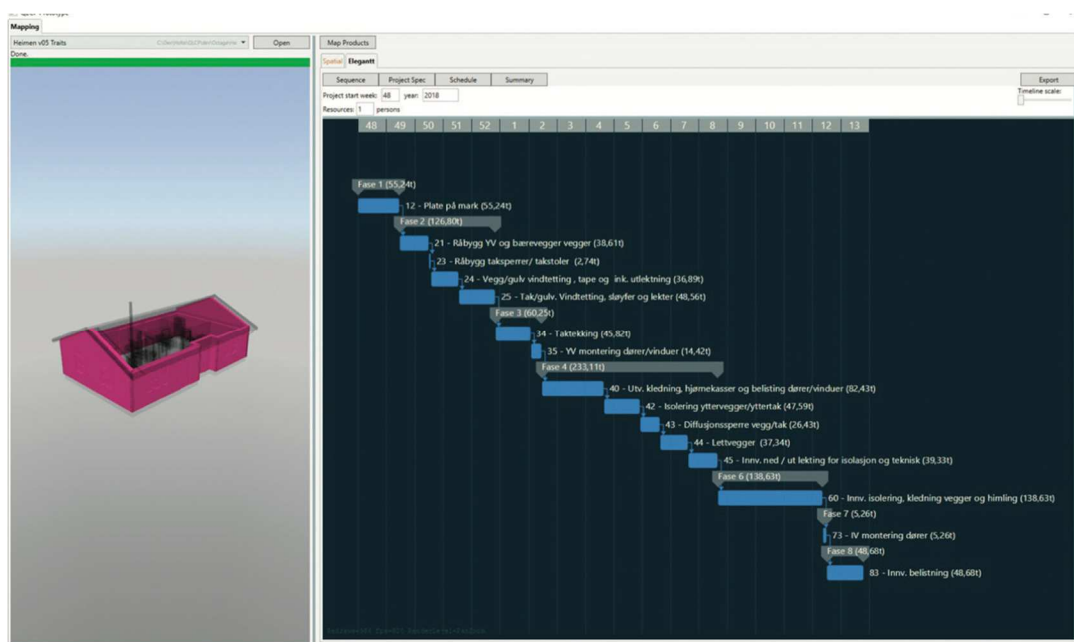 Mapping
Heimen v05 Traits
Open
Map Products
Done.
Spatial Elegantt
Sequence Project Spec Schedule Summary Export
Project start week: 48 year: 2018
Timeline scale:
Resources: 1 persons
48 49 50 51 52 1 2 3 4 5 6 7 8 9 10 11 12 13
Fase 1 (55,24t)
12 - Plate på mark (55,24t)
Fase 2 (126,80t)
21 - Råbygg YV og bærevegger vegger (38,61t)
23 - Råbygg taksperrer/ takstoler (2,74t)
24 - Vegg/gulv vindtetting , tape og ink. utlektning (36,89t)
25 - Tak/gulv. Vindtetting, sløyfer og lekter (48,56t)
Fase 3 (60,25t)
34 - Taktekking (45,82t)
35 - YV montering dører/vinduer (14,42t)
Fase 4 (233,11t)
40 - Utv. kledning, hjørnekasser og belisting dører/vinduer (82,43t)
42 - Isolering yttervegger/yttertak (47,59t)
43 - Diffusjonssperre vegg/tak (26,43t)
44 - Lettvegger (37,34t)
45 - Innv. ned / ut lekting for isolasjon og teknisk (39,33t)
Fase 6 (138,63t)
60 - Innv. isolering, kledning vegger og himling (138,63t)
Fase 7 (5,26t)
73 - IV montering dører (5,26t)
Fase 8 (48,68t)
83 - Innv. belistning (48,68t)